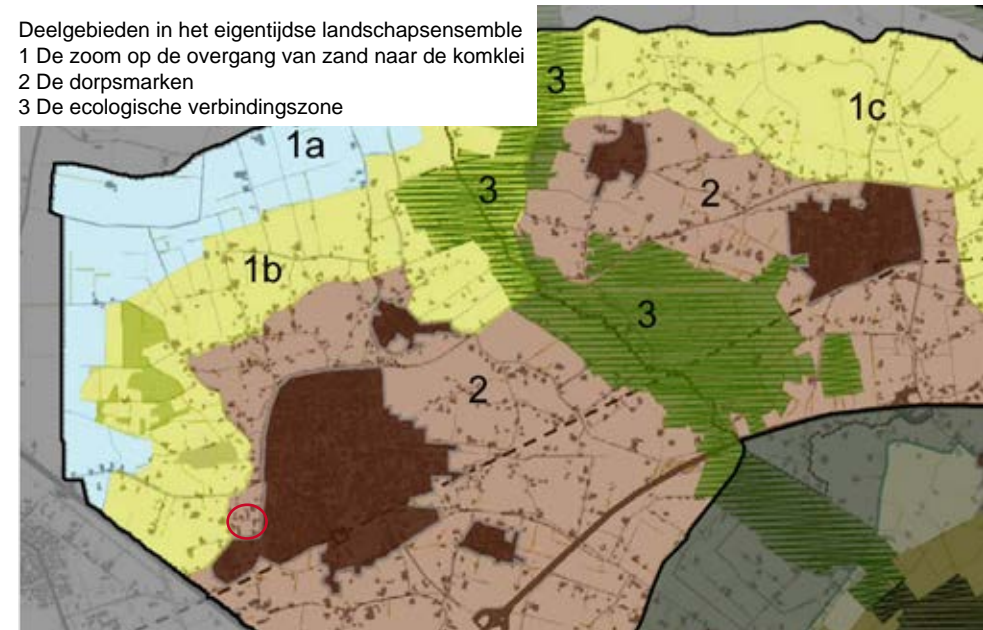 Deelgebieden in het eigentijdse landschapsensemble
1 De zoom op de overgang van zand naar de komklei
2 De dorpsmarken
3 De ecologische verbindingszone
3
1c
1a
3
2
1b
3
2